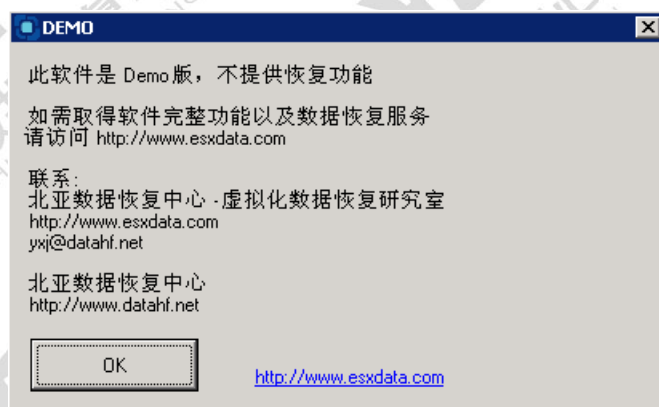 DEMO
此软件是 Demo版，不提供恢复功能
如需取得软件完整功能以及数据恢复服务
请访问 http://www.esxdata.com
联系:
北亚数据恢复中心 -虚拟化数据恢复研究室
http://www.esxdata.com
yxj@datahf.net
北亚数据恢复中心
http://www.datahf.net
OK
http://www.esxdata.com